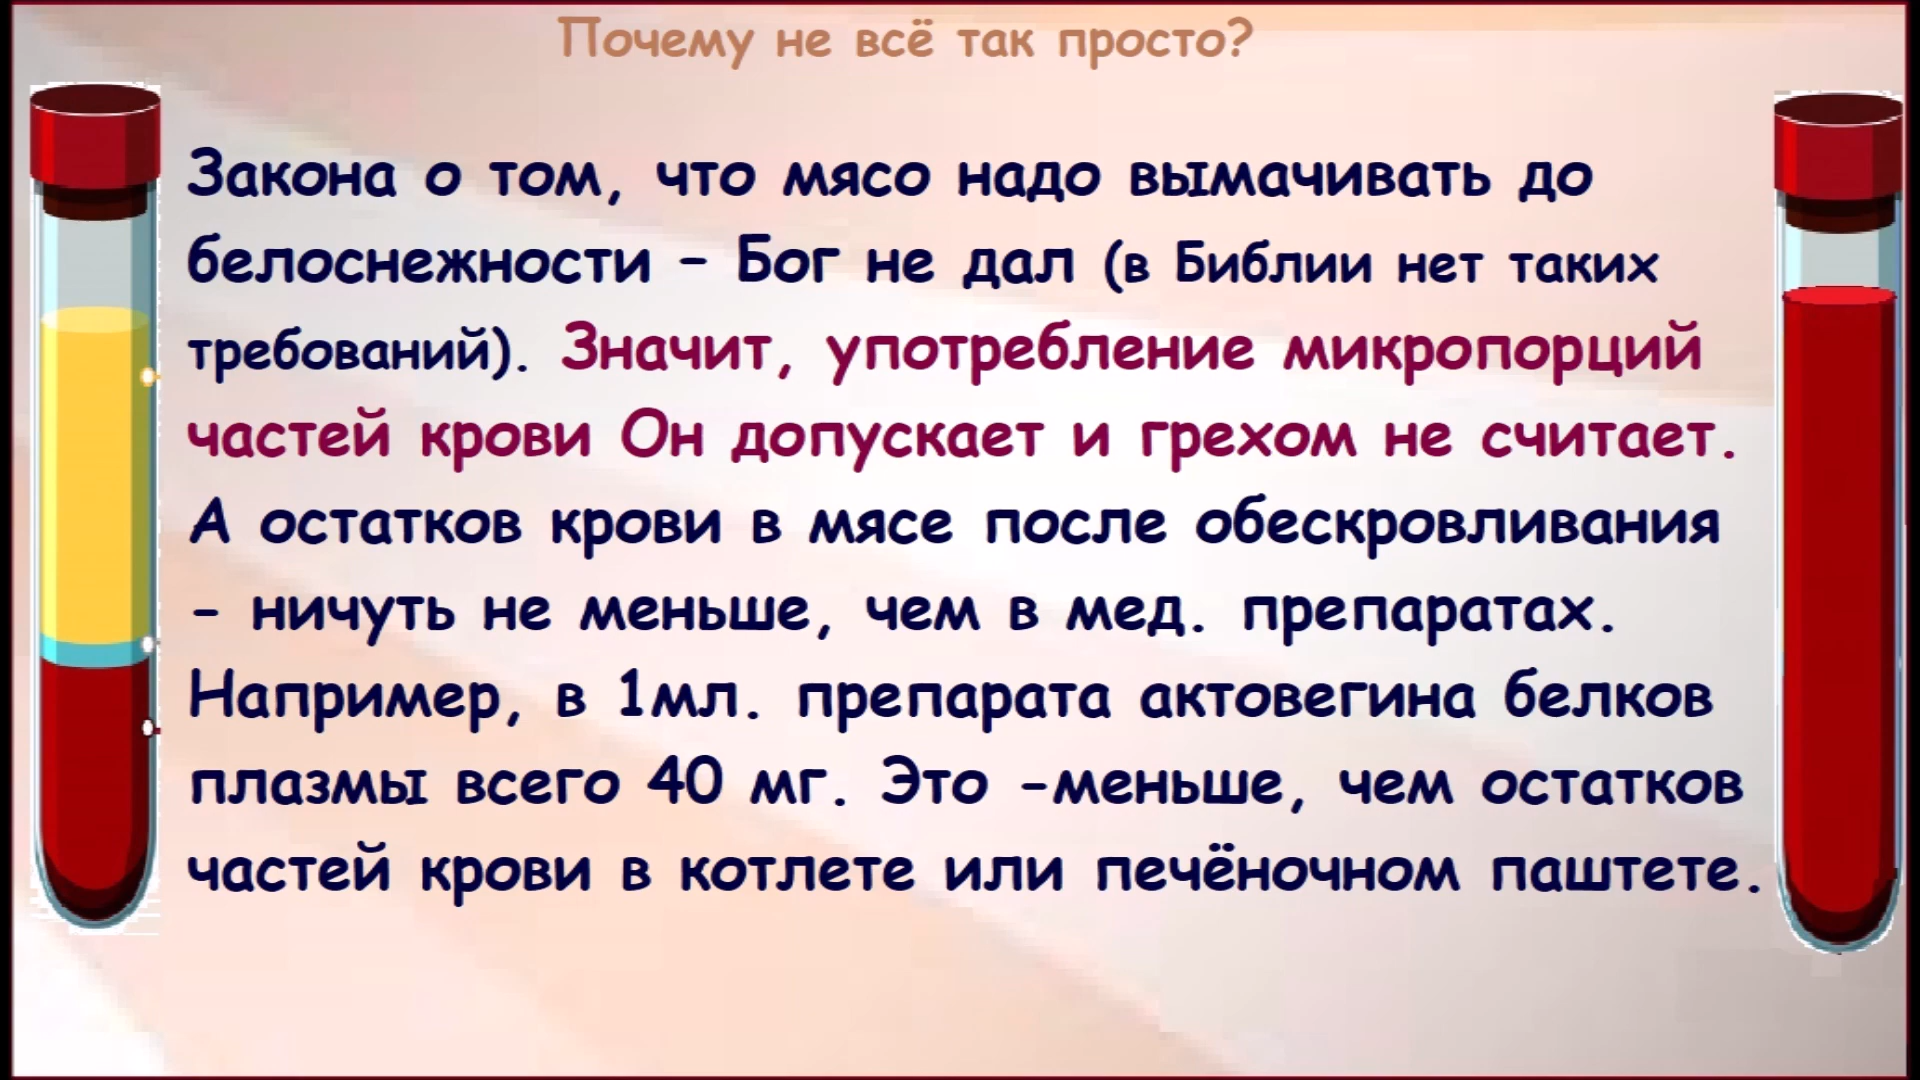 Почему не всё так просто?
Закона о том, что мясо надо вымачивать до
белоснежности – Бог не дал (в Библии нет таких
требований). Значит, употребление микропорций
частей крови Он допускает и грехом не считает.
А остатков крови в мясе после обескровливания
- ничуть не меньше, чем в мед. препаратах.
Например, в 1мл. препарата актовегина белков
плазмы всего 40 мг. Это -меньше, чем остатков
частей крови в котлете или печёночном паштете.